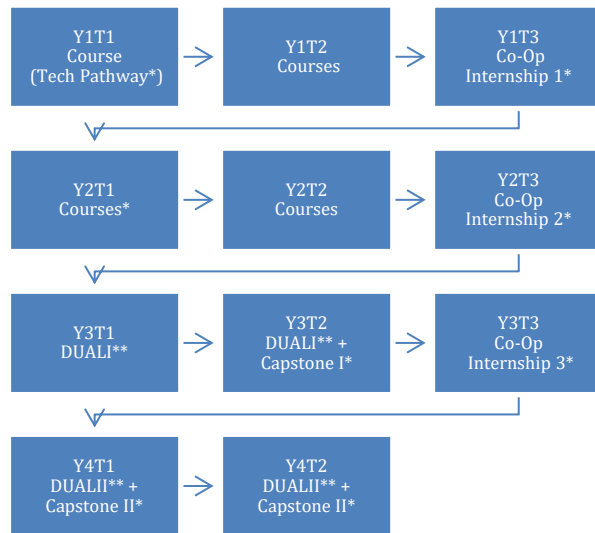 Y1T1
Course
(Tech Pathway*)
Y1T2
Courses
Y1T3
Co-Op
Internship 1*
Y2T1
Courses*
Y2T2
Courses
Y2T3
Co-Op
Internship 2*
Y3T1
DUALI**
Y3T2
DUALI** +
Capstone I*
Y3T3
Co-Op
Internship 3*
Y4T1
DUALII** +
Capstone II*
Y4T2
DUALII** +
Capstone II*